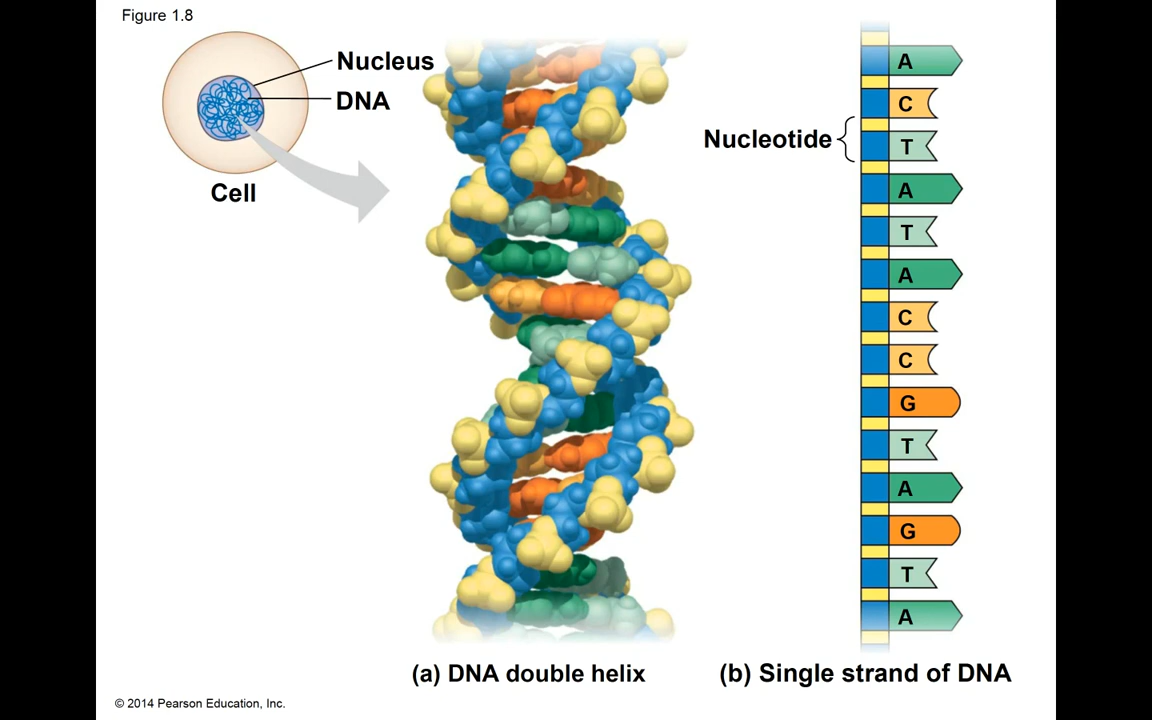 Figure 1.8
Nucleus
DNA
Cell
Nucleotide
A
C
T
A
T
A
C
C
G
T
A
G
T
A
(a) DNA double helix
(b) Single strand of DNA
© 2014 Pearson Education, Inc.